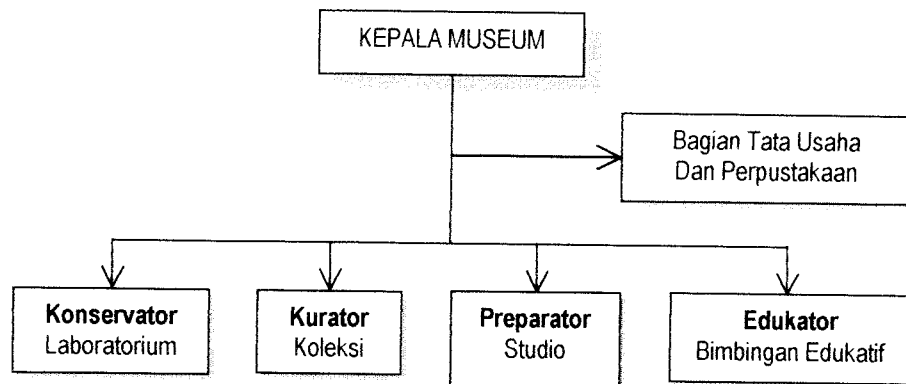 KEPALA MUSEUM
Bagian Tata Usaha
Dan Perpustakaan
Konservator
Laboratorium
Kurator
Koleksi
Preparator
Studio
Edukator
Bimbingan Edukatif